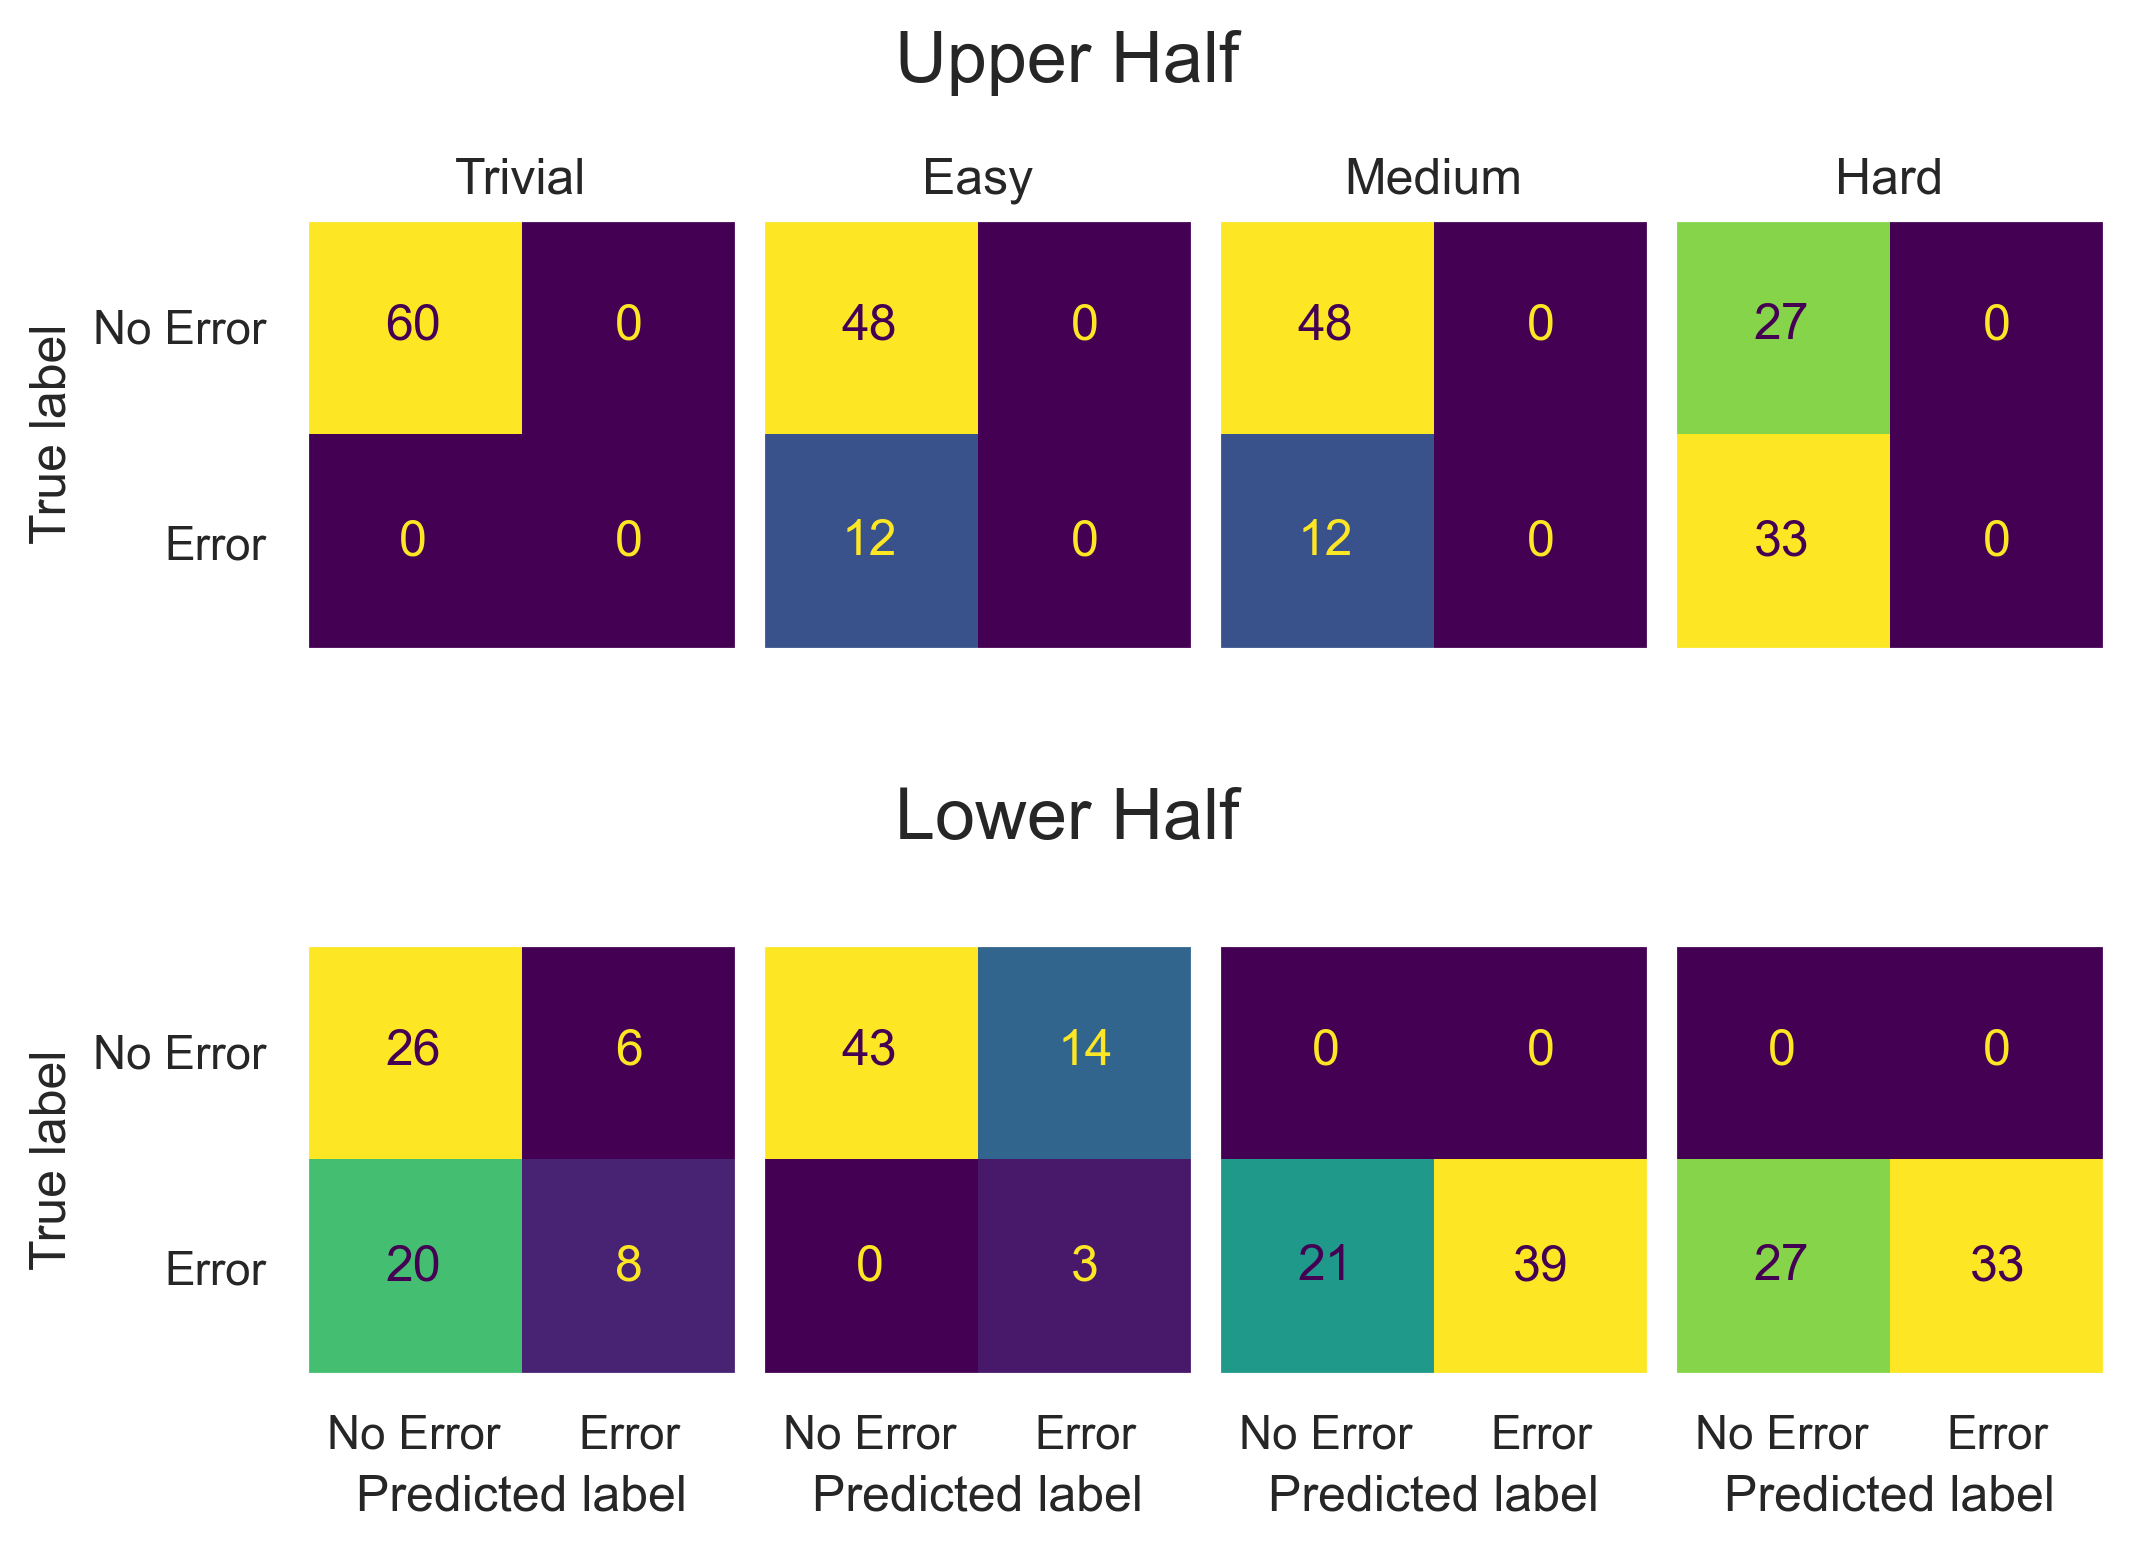 Upper Half
Trivial Easy Medium Hard
True label
No Error 60 0 48 0 48 0 27 0
Error 0 0 12 0 12 0 33 0
Lower Half
True label
No Error 26 6 43 14 0 0 0 0
Error 20 8 0 3 21 39 27 33
No Error Error No Error Error No Error Error No Error Error
Predicted label Predicted label Predicted label Predicted label